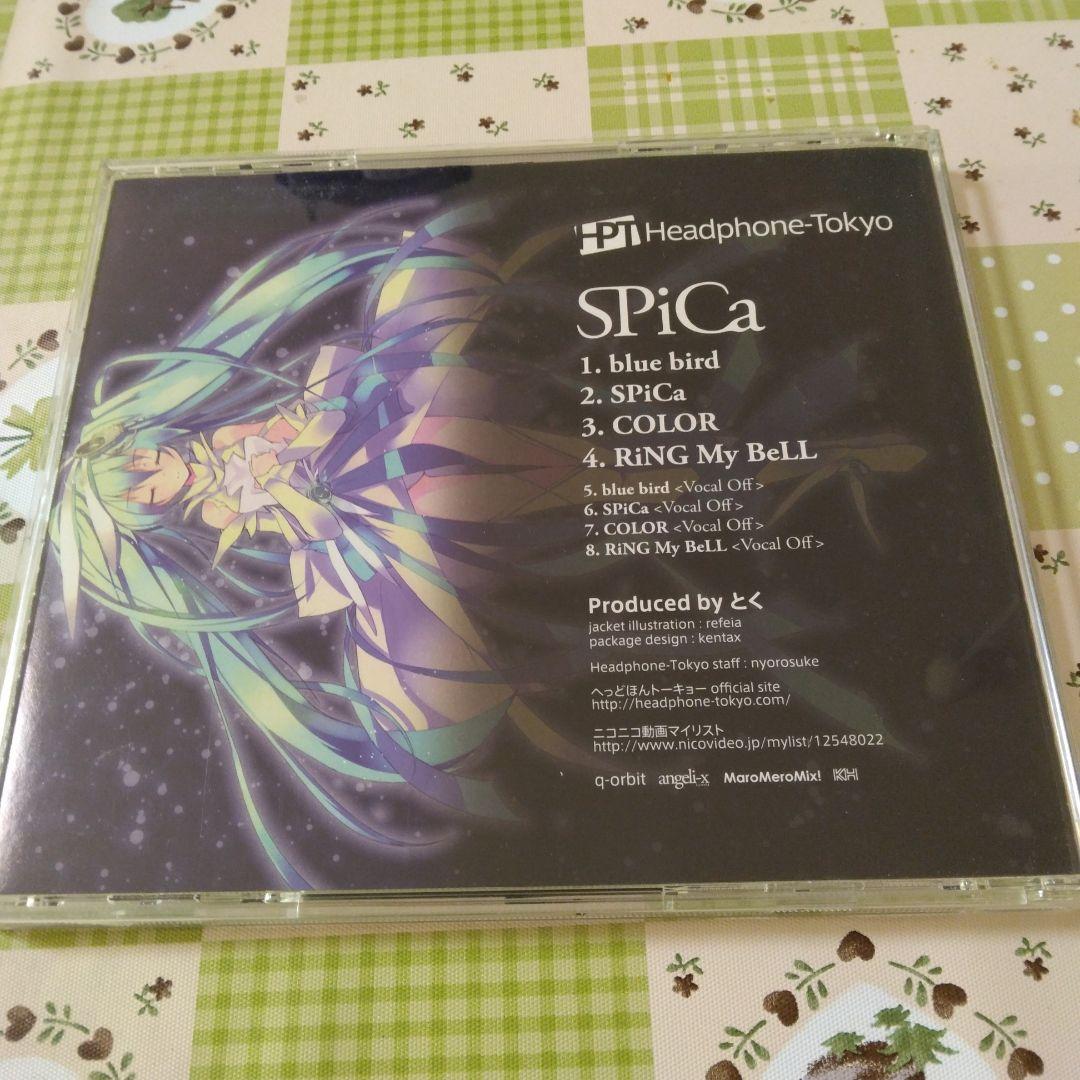 HPT Headphone-Tokyo
SPiCa
1. blue bird
2. SPiCa
3. COLOR
4. RiNG My BeLL
5. blue bird <Vocal Off>
6. SPiCa <Vocal Off>
7. COLOR <Vocal Off>
8. RiNG My BeLL <Vocal Off>
Produced by とく
jacket illustration : refeia
package design : kentax
Headphone-Tokyo staff : nyorosuke
へっどほんトーキョー official site
http://headphone-tokyo.com/
ニコニコ動画マイリスト
http://www.nicovideo.jp/mylist/12548022
q-orbit angeli-x MaroMeroMix! KH